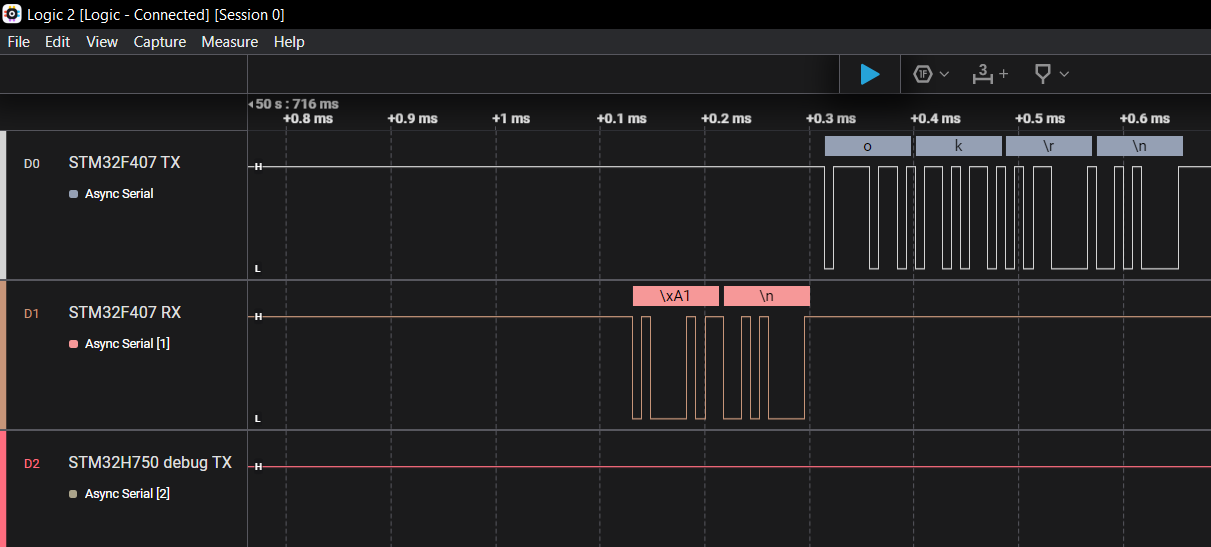 Logic 2 [Logic - Connected] [Session 0]
File Edit View Capture Measure Help
1F 3 +
50 s : 716 ms
+0.8 ms +0.9 ms +1 ms +0.1 ms +0.2 ms +0.3 ms +0.4 ms +0.5 ms +0.6 ms
o k \r \n
D0 STM32F407 TX H
Async Serial
L
\xA1 \n
D1 STM32F407 RX H
Async Serial [1]
L
D2 STM32H750 debug TX H
Async Serial [2]